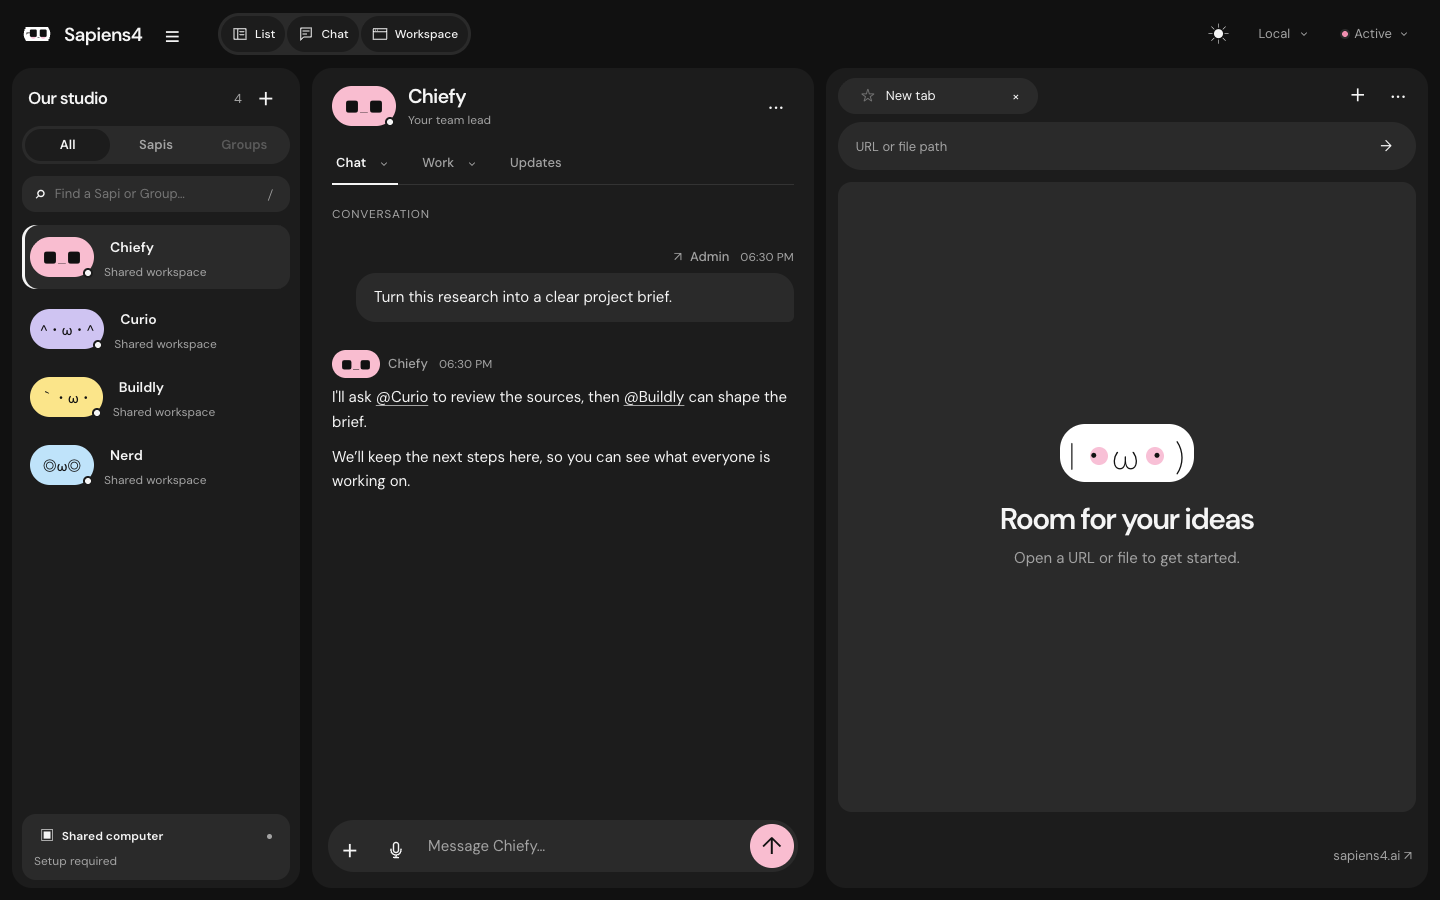 Sapiens4
List
Chat
Workspace
Local
Active
Our studio
4
All
Sapis
Groups
Find a Sapi or Group...
/
Chiefy
Shared workspace
^・ω・^
Curio
Shared workspace
`・ω・
Buildly
Shared workspace
◎ω◎
Nerd
Shared workspace
Shared computer
Setup required
Chiefy
Your team lead
Chat
Work
Updates
CONVERSATION
Admin 06:30 PM
Turn this research into a clear project brief.
Chiefy 06:30 PM
I'll ask @Curio to review the sources, then @Buildly can shape the
brief.
We’ll keep the next steps here, so you can see what everyone is
working on.
Message Chiefy...
New tab
URL or file path
Room for your ideas
Open a URL or file to get started.
sapiens4.ai